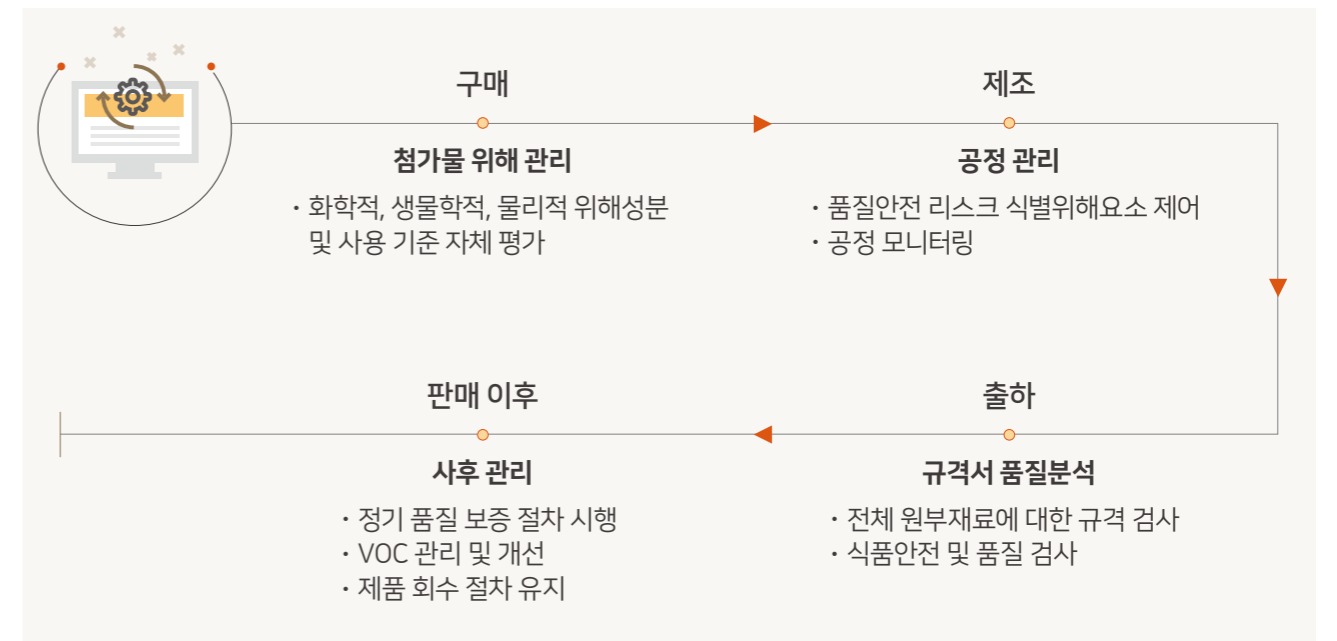 구매
첨가물 위해 관리
· 화학적, 생물학적, 물리적 위해성분
및 사용 기준 자체 평가
제조
공정 관리
· 품질안전 리스크 식별위해요소 제어
· 공정 모니터링
출하
규격서 품질분석
· 전체 원부재료에 대한 규격 검사
· 식품안전 및 품질 검사
판매 이후
사후 관리
· 정기 품질 보증 절차 시행
· VOC 관리 및 개선
· 제품 회수 절차 유지